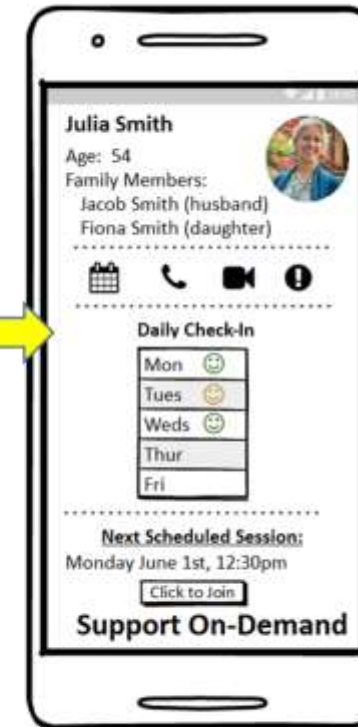 Julia Smith
Age: 54
Family Members:
Jacob Smith (husband)
Fiona Smith (daughter)
Daily Check-In
Mon
Tues
Weds
Thur
Fri
Next Scheduled Session:
Monday June 1st, 12:30pm
Click to Join
Support On-Demand